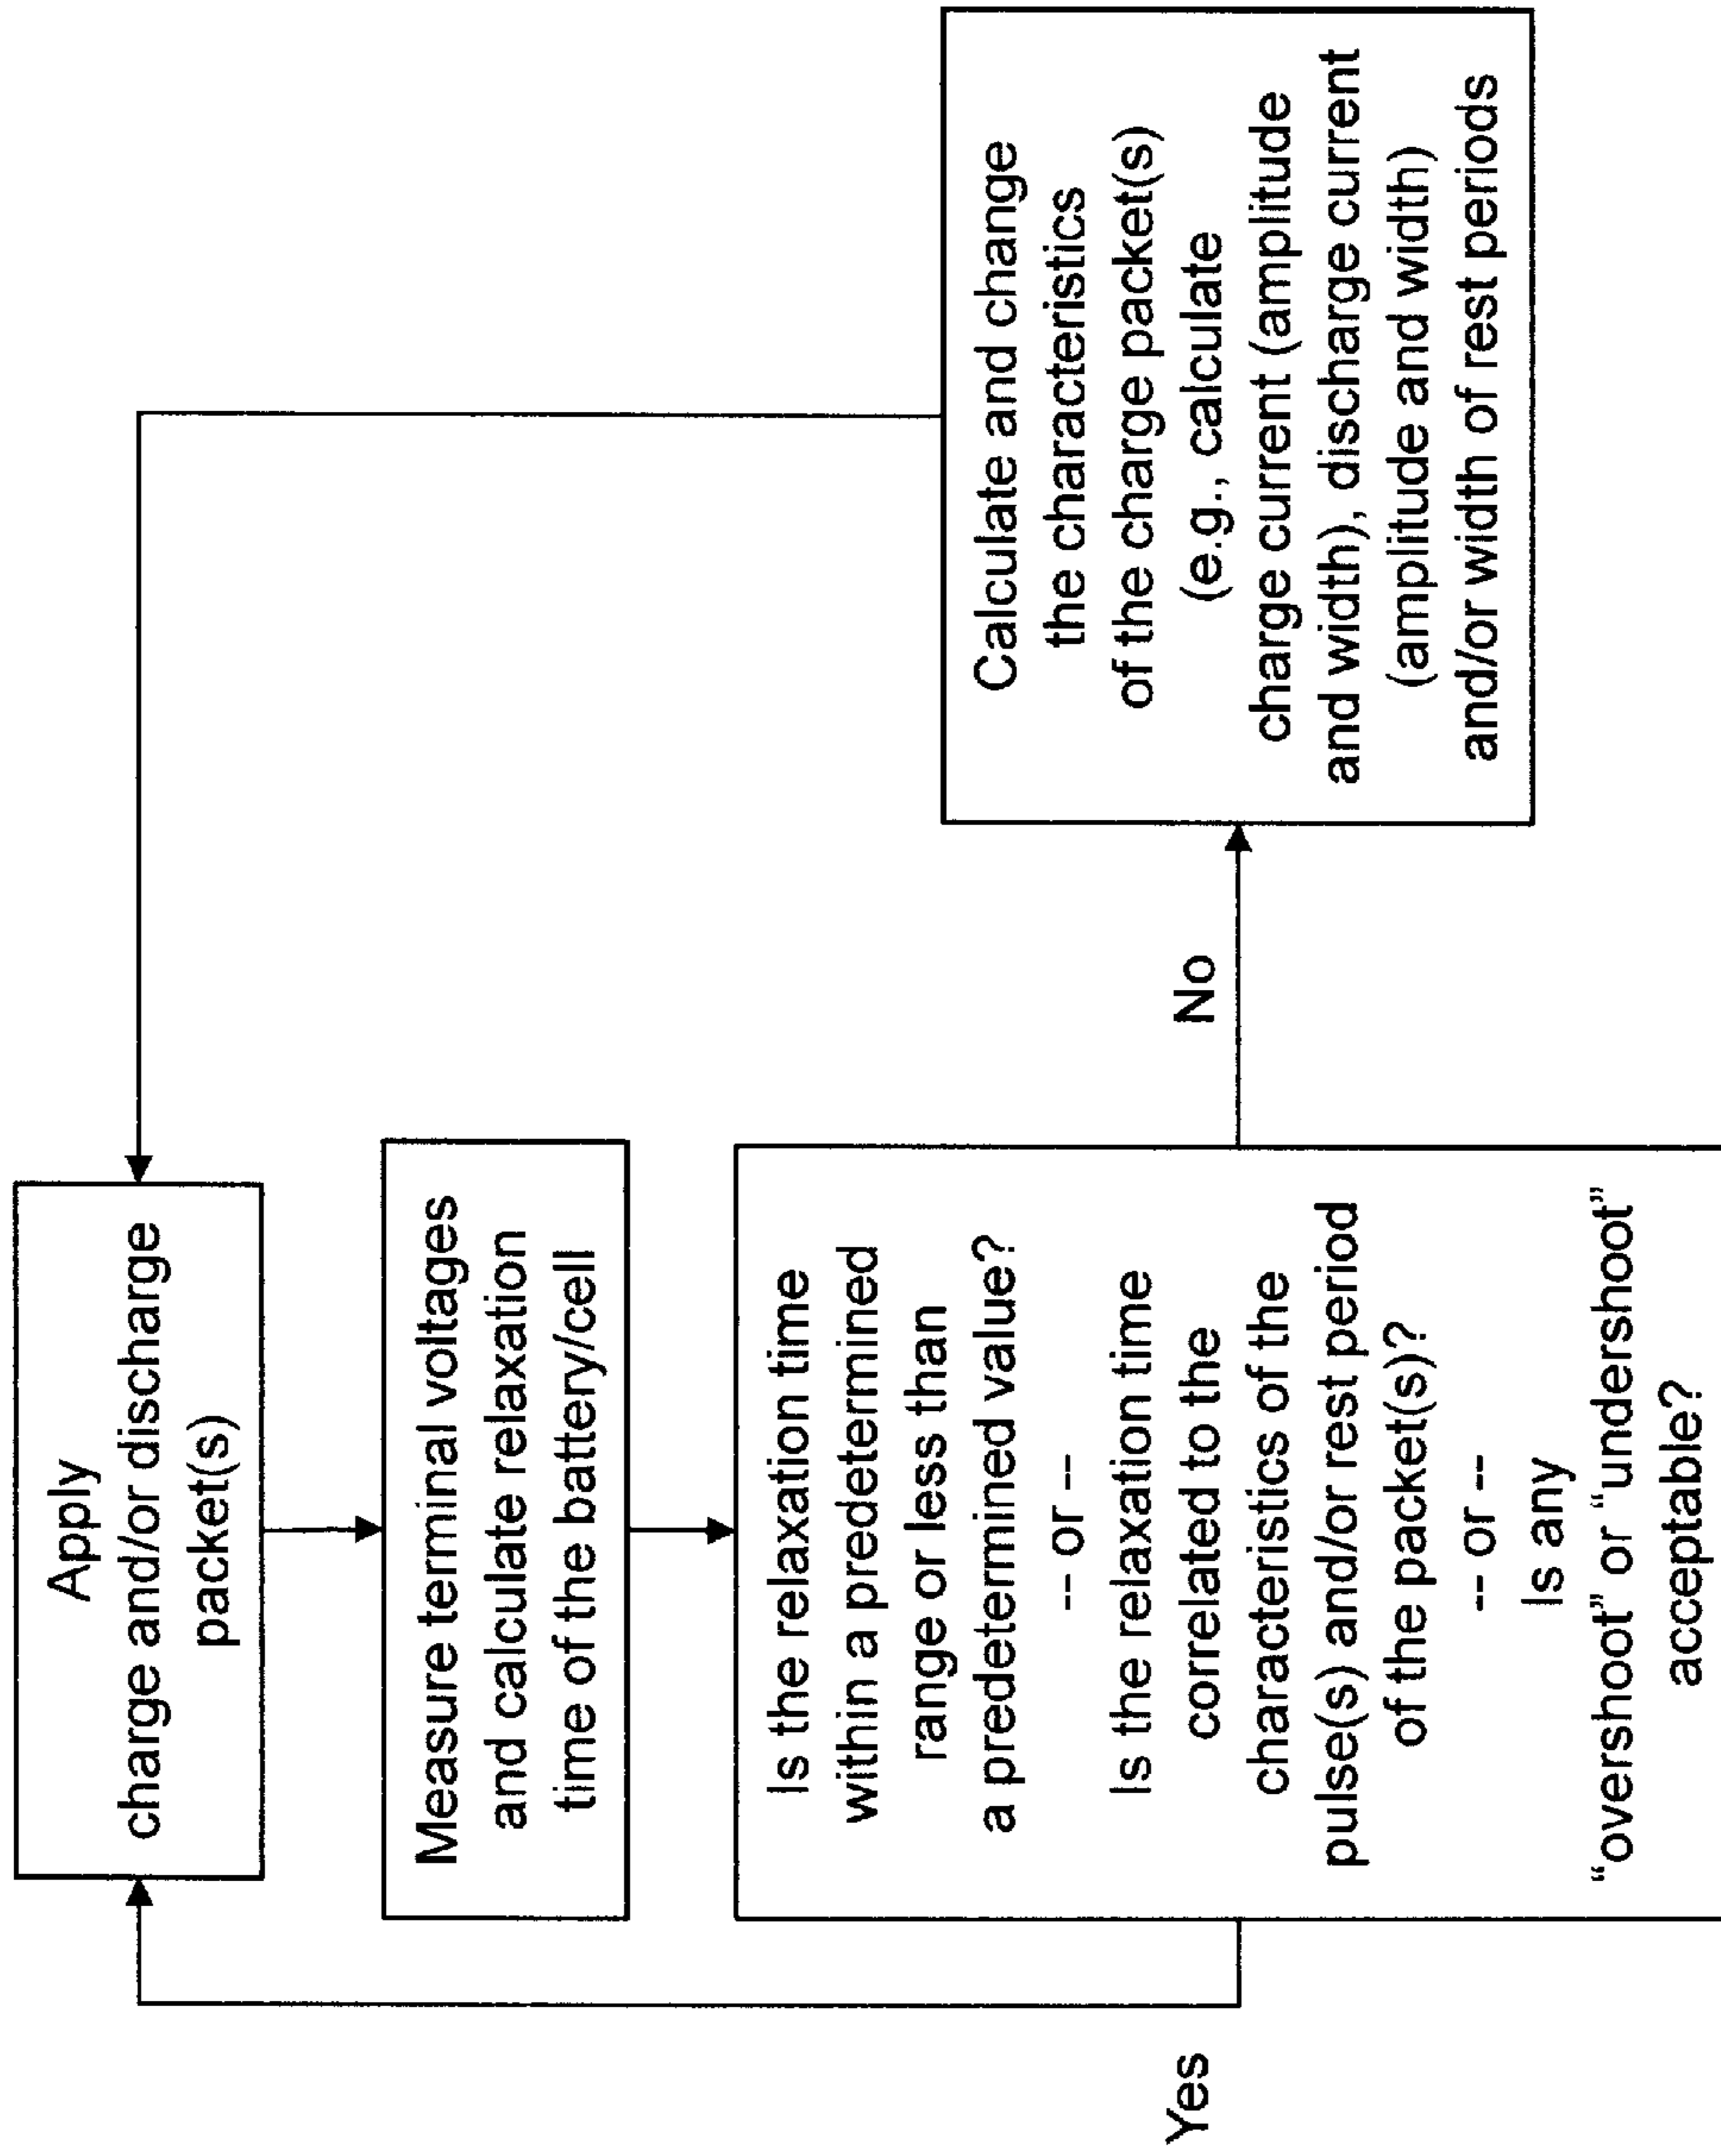 Apply
charge and/or discharge
packet(s)
Measure terminal voltages
and calculate relaxation
time of the battery/cell
Is the relaxation time
within a predetermined
range or less than
a predetermined value?
-- or --
Is the relaxation time
correlated to the
characteristics of the
pulse(s) and/or rest period
of the packet(s)?
-- or --
Is any
“overshoot” or “undershoot”
acceptable?
Yes
No
Calculate and change
the characteristics
of the charge packet(s)
(e.g., calculate
charge current (amplitude
and width), discharge current
(amplitude and width)
and/or width of rest periods